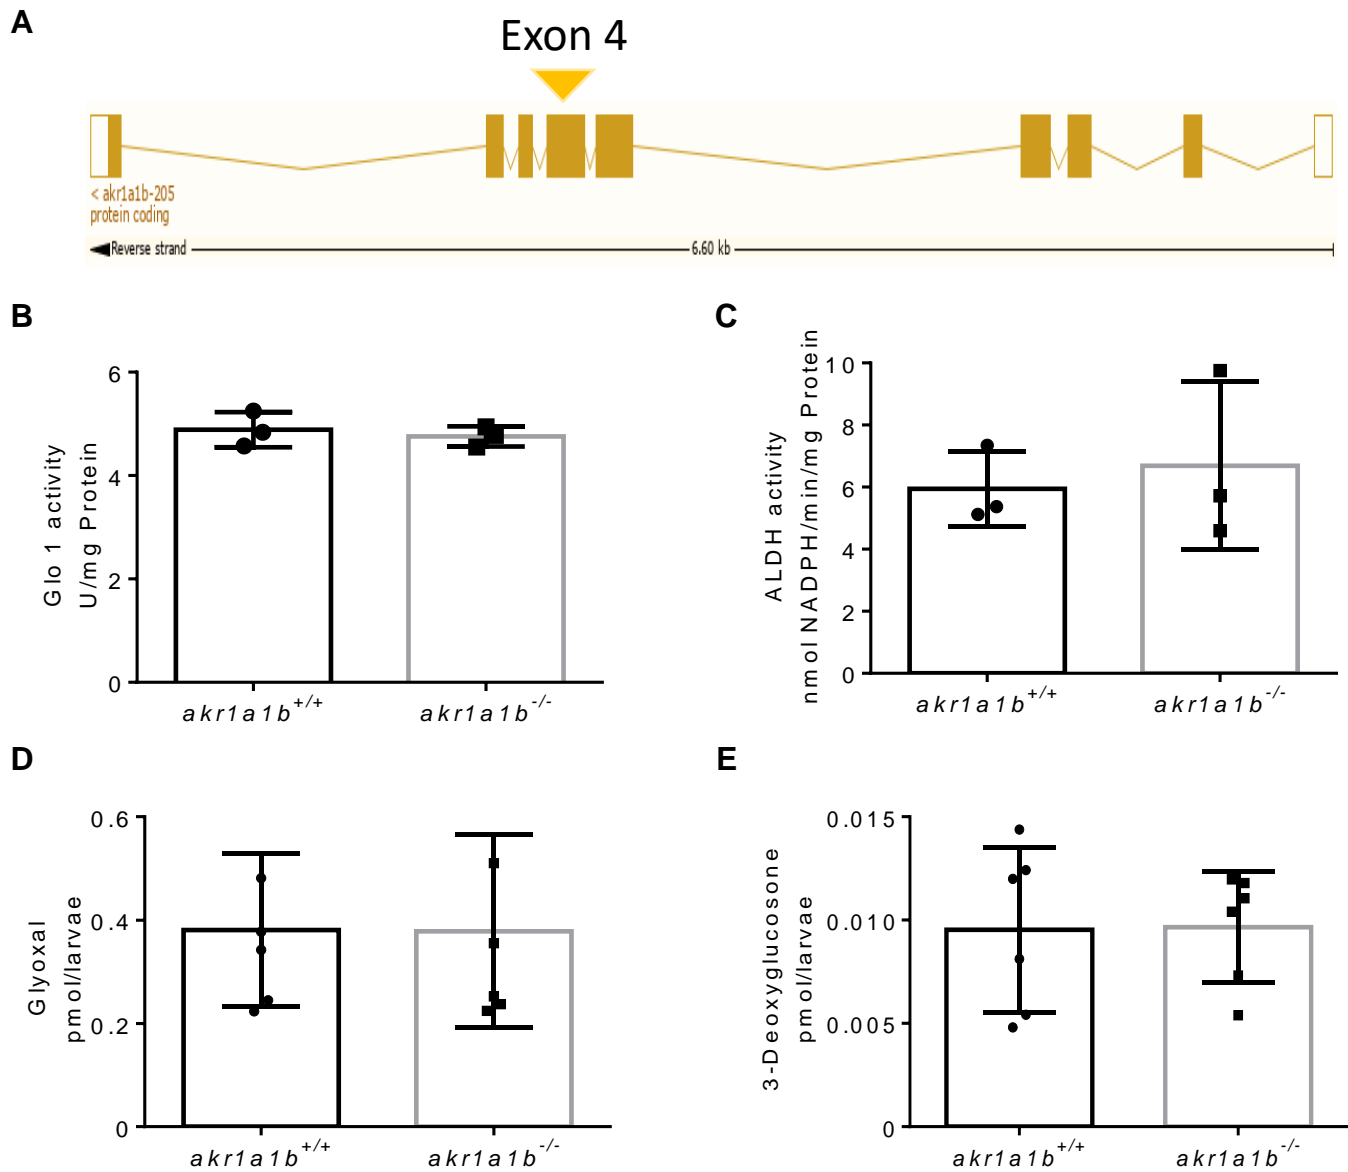 A
Exon 4
< akr1a1b-205
protein coding
Reverse strand
6.60 kb
B
Glo 1 activity
U/mg Protein
6
4
2
0
akr1a1b+/+
akr1a1b-/-
C
ALDH activity
nmol NADPH/min/mg Protein
10
8
6
4
2
0
akr1a1b+/+
akr1a1b-/-
D
Glyoxal
pmol/larvae
0.6
0.4
0.2
0
akr1a1b+/+
akr1a1b-/-
E
3-Deoxyglucosone
pmol/larvae
0.015
0.010
0.005
0
akr1a1b+/+
akr1a1b-/-